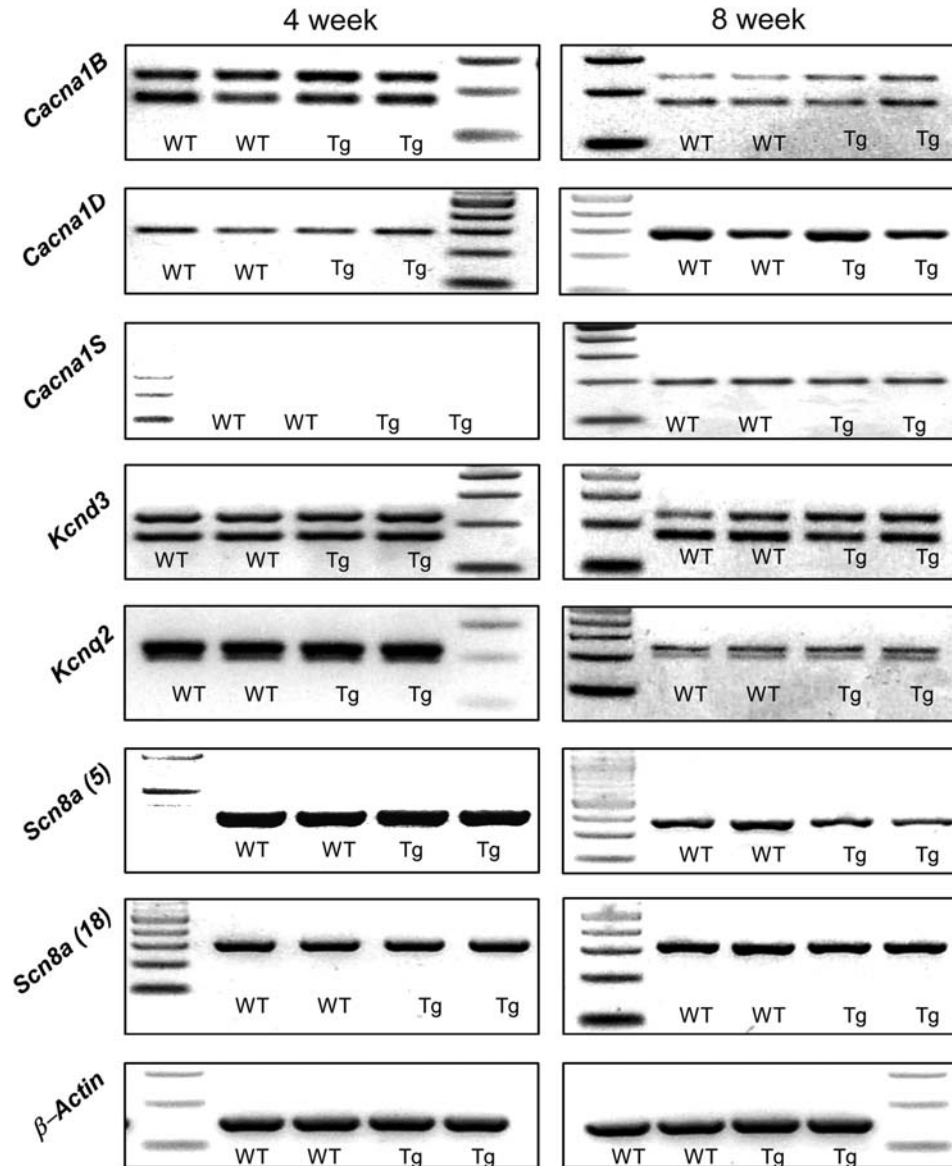 4 week 8 week
Cacna1B
WT WT Tg Tg WT WT Tg Tg
Cacna1D
WT WT Tg Tg WT WT Tg Tg
Cacna1S
WT WT Tg Tg WT WT Tg Tg
Kcnd3
WT WT Tg Tg WT WT Tg Tg
Kcnq2
WT WT Tg Tg WT WT Tg Tg
Scn8a (5)
WT WT Tg Tg WT WT Tg Tg
Scn8a (18)
WT WT Tg Tg WT WT Tg Tg
β–Actin
WT WT Tg Tg WT WT Tg Tg